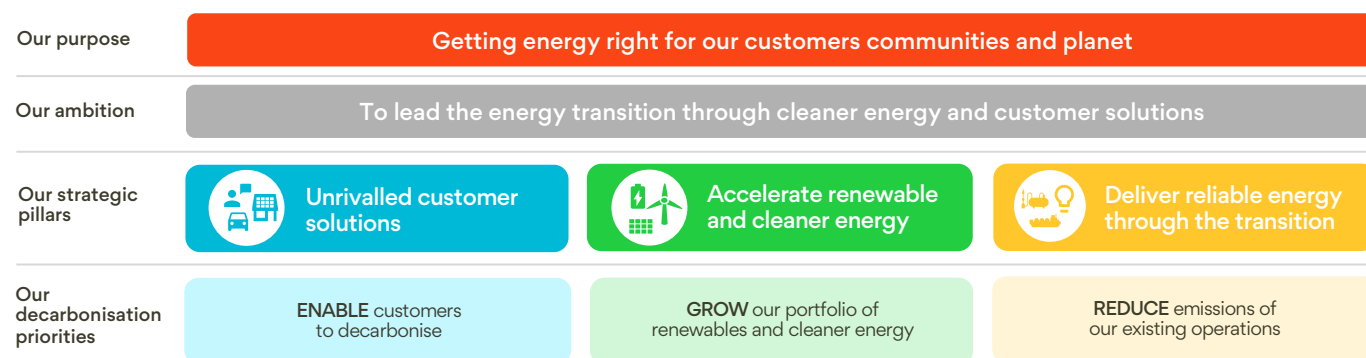 Our purpose
Getting energy right for our customers communities and planet
Our ambition
To lead the energy transition through cleaner energy and customer solutions
Our strategic
pillars
Unrivalled customer
solutions
Accelerate renewable
and cleaner energy
Deliver reliable energy
through the transition
Our
decarbonisation
priorities
ENABLE customers
to decarbonise
GROW our portfolio of
renewables and cleaner energy
REDUCE emissions of
our existing operations